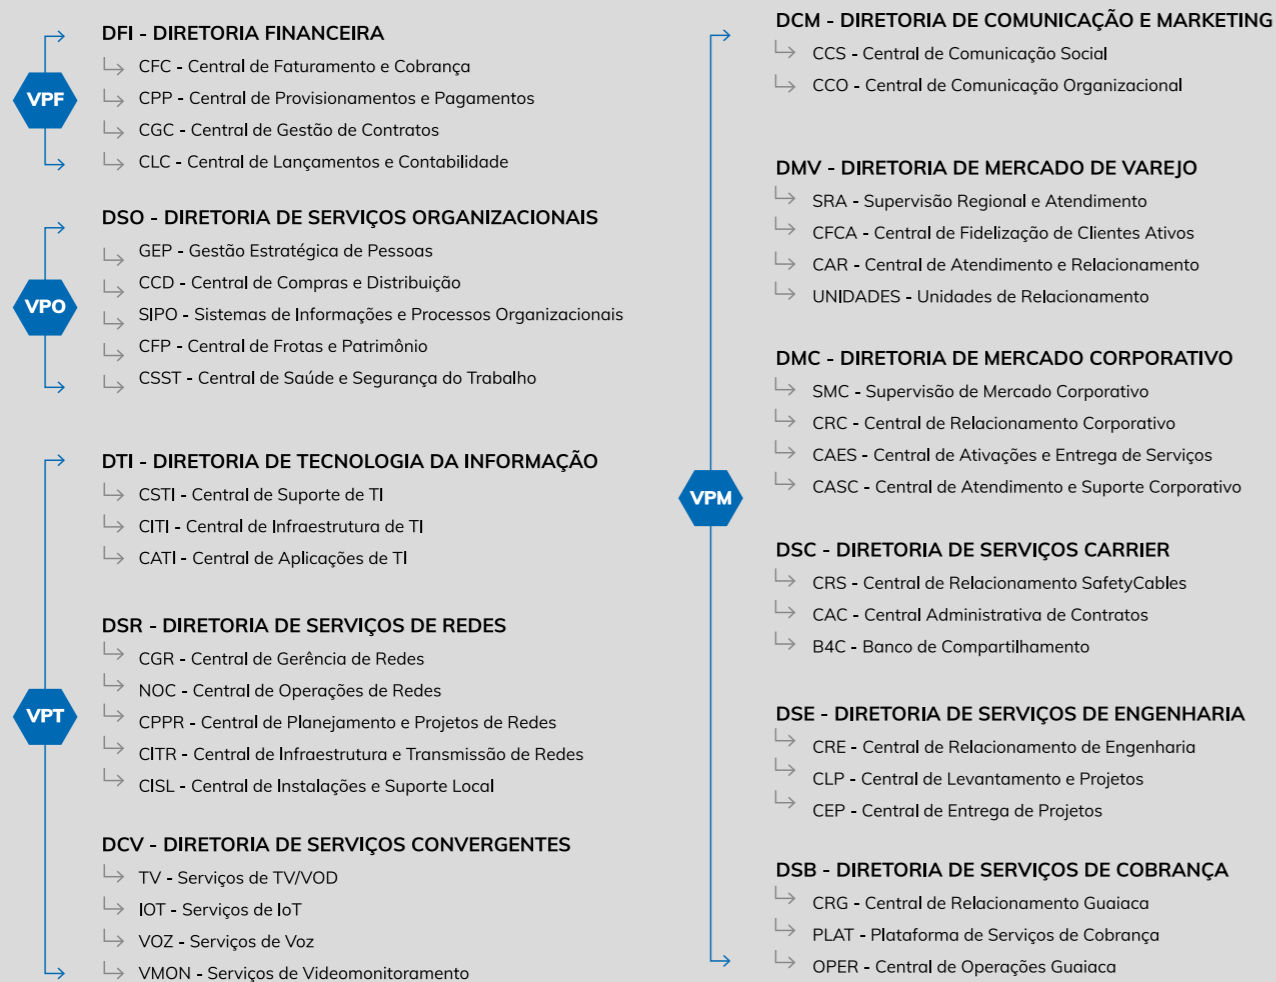 VPF
DFI - DIRETORIA FINANCEIRA
CFC - Central de Faturamento e Cobrança
CPP - Central de Provisionamentos e Pagamentos
CGC - Central de Gestão de Contratos
CLC - Central de Lançamentos e Contabilidade
VPO
DSO - DIRETORIA DE SERVIÇOS ORGANIZACIONAIS
GEP - Gestão Estratégica de Pessoas
CCD - Central de Compras e Distribuição
SIPO - Sistemas de Informações e Processos Organizacionais
CFP - Central de Frotas e Patrimônio
CSST - Central de Saúde e Segurança do Trabalho
VPT
DTI - DIRETORIA DE TECNOLOGIA DA INFORMAÇÃO
CSTI - Central de Suporte de TI
CITI - Central de Infraestrutura de TI
CATI - Central de Aplicações de TI
DSR - DIRETORIA DE SERVIÇOS DE REDES
CGR - Central de Gerência de Redes
NOC - Central de Operações de Redes
CPPR - Central de Planejamento e Projetos de Redes
CITR - Central de Infraestrutura e Transmissão de Redes
CISL - Central de Instalações e Suporte Local
DCV - DIRETORIA DE SERVIÇOS CONVERGENTES
TV - Serviços de TV/VOD
IOT - Serviços de IoT
VOZ - Serviços de Voz
VMON - Serviços de Videomonitoramento
VPM
DCM - DIRETORIA DE COMUNICAÇÃO E MARKETING
CCS - Central de Comunicação Social
CCO - Central de Comunicação Organizacional
DMV - DIRETORIA DE MERCADO DE VAREJO
SRA - Supervisão Regional e Atendimento
CFCA - Central de Fidelização de Clientes Ativos
CAR - Central de Atendimento e Relacionamento
UNIDADES - Unidades de Relacionamento
DMC - DIRETORIA DE MERCADO CORPORATIVO
SMC - Supervisão de Mercado Corporativo
CRC - Central de Relacionamento Corporativo
CAES - Central de Ativações e Entrega de Serviços
CASC - Central de Atendimento e Suporte Corporativo
DSC - DIRETORIA DE SERVIÇOS CARRIER
CRS - Central de Relacionamento SafetyCables
CAC - Central Administrativa de Contratos
B4C - Banco de Compartilhamento
DSE - DIRETORIA DE SERVIÇOS DE ENGENHARIA
CRE - Central de Relacionamento de Engenharia
CLP - Central de Levantamento e Projetos
CEP - Central de Entrega de Projetos
DSB - DIRETORIA DE SERVIÇOS DE COBRANÇA
CRG - Central de Relacionamento Guaiaca
PLAT - Plataforma de Serviços de Cobrança
OPER - Central de Operações Guaiaca